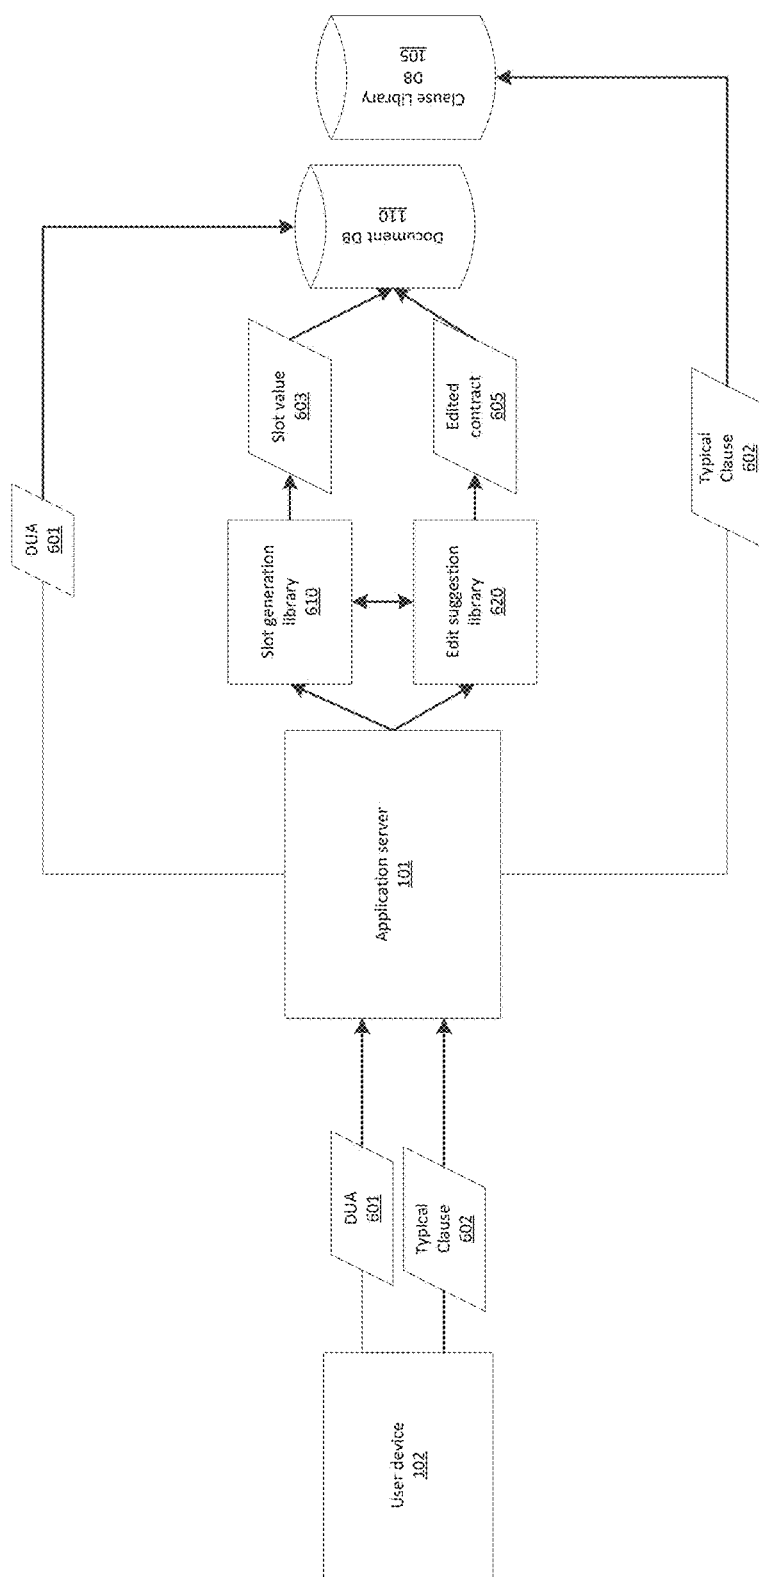 User device
102
DUA
601
Typical
Clause
602
Application server
101
DUA
601
Slot generation
library
610
Edit suggestion
library
620
Slot value
603
Edited
contract
605
Typical
Clause
602
Document DB
110
Clause Library
DB
105